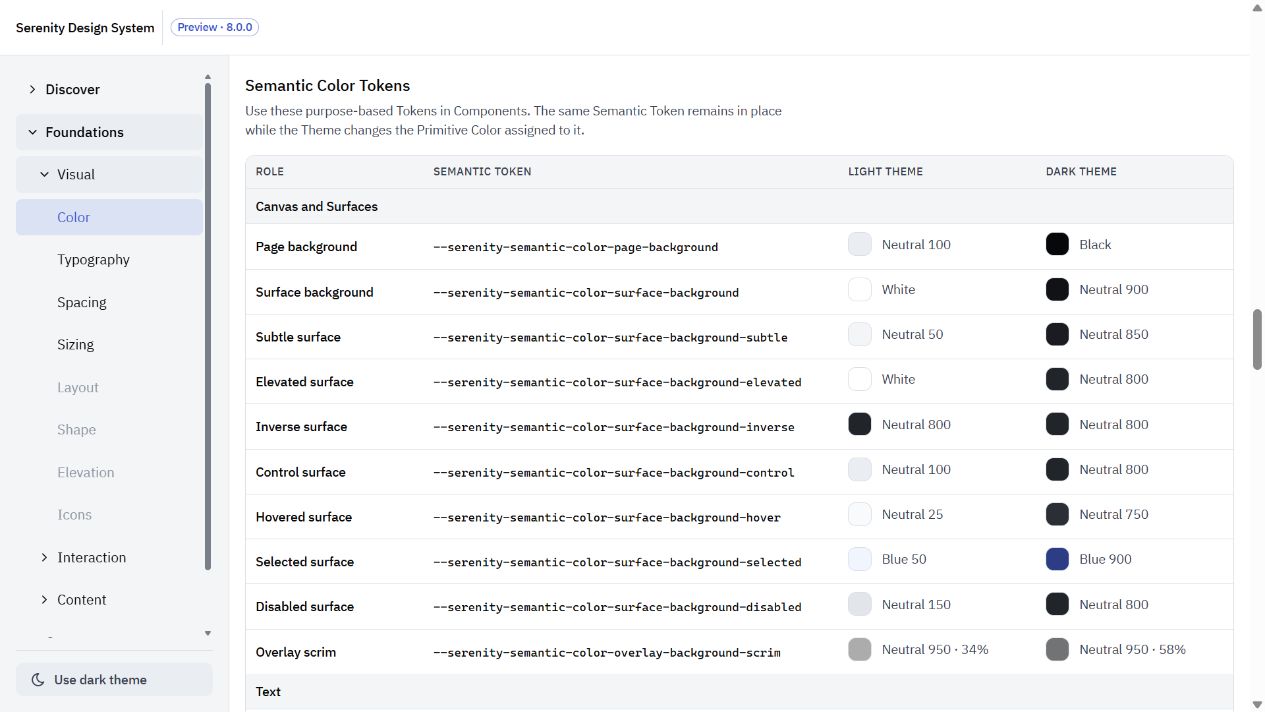 Serenity Design System
Preview · 8.0.0
Discover
Foundations
Visual
Color
Typography
Spacing
Sizing
Layout
Shape
Elevation
Icons
Interaction
Content
Use dark theme
Semantic Color Tokens
Use these purpose-based Tokens in Components. The same Semantic Token remains in place
while the Theme changes the Primitive Color assigned to it.
ROLE SEMANTIC TOKEN LIGHT THEME DARK THEME
Canvas and Surfaces
Page background --serenity-semantic-color-page-background Neutral 100 Black
Surface background --serenity-semantic-color-surface-background White Neutral 900
Subtle surface --serenity-semantic-color-surface-background-subtle Neutral 50 Neutral 850
Elevated surface --serenity-semantic-color-surface-background-elevated White Neutral 800
Inverse surface --serenity-semantic-color-surface-background-inverse Neutral 800 Neutral 800
Control surface --serenity-semantic-color-surface-background-control Neutral 100 Neutral 800
Hovered surface --serenity-semantic-color-surface-background-hover Neutral 25 Neutral 750
Selected surface --serenity-semantic-color-surface-background-selected Blue 50 Blue 900
Disabled surface --serenity-semantic-color-surface-background-disabled Neutral 150 Neutral 800
Overlay scrim --serenity-semantic-color-overlay-background-scrim Neutral 950 · 34% Neutral 950 · 58%
Text